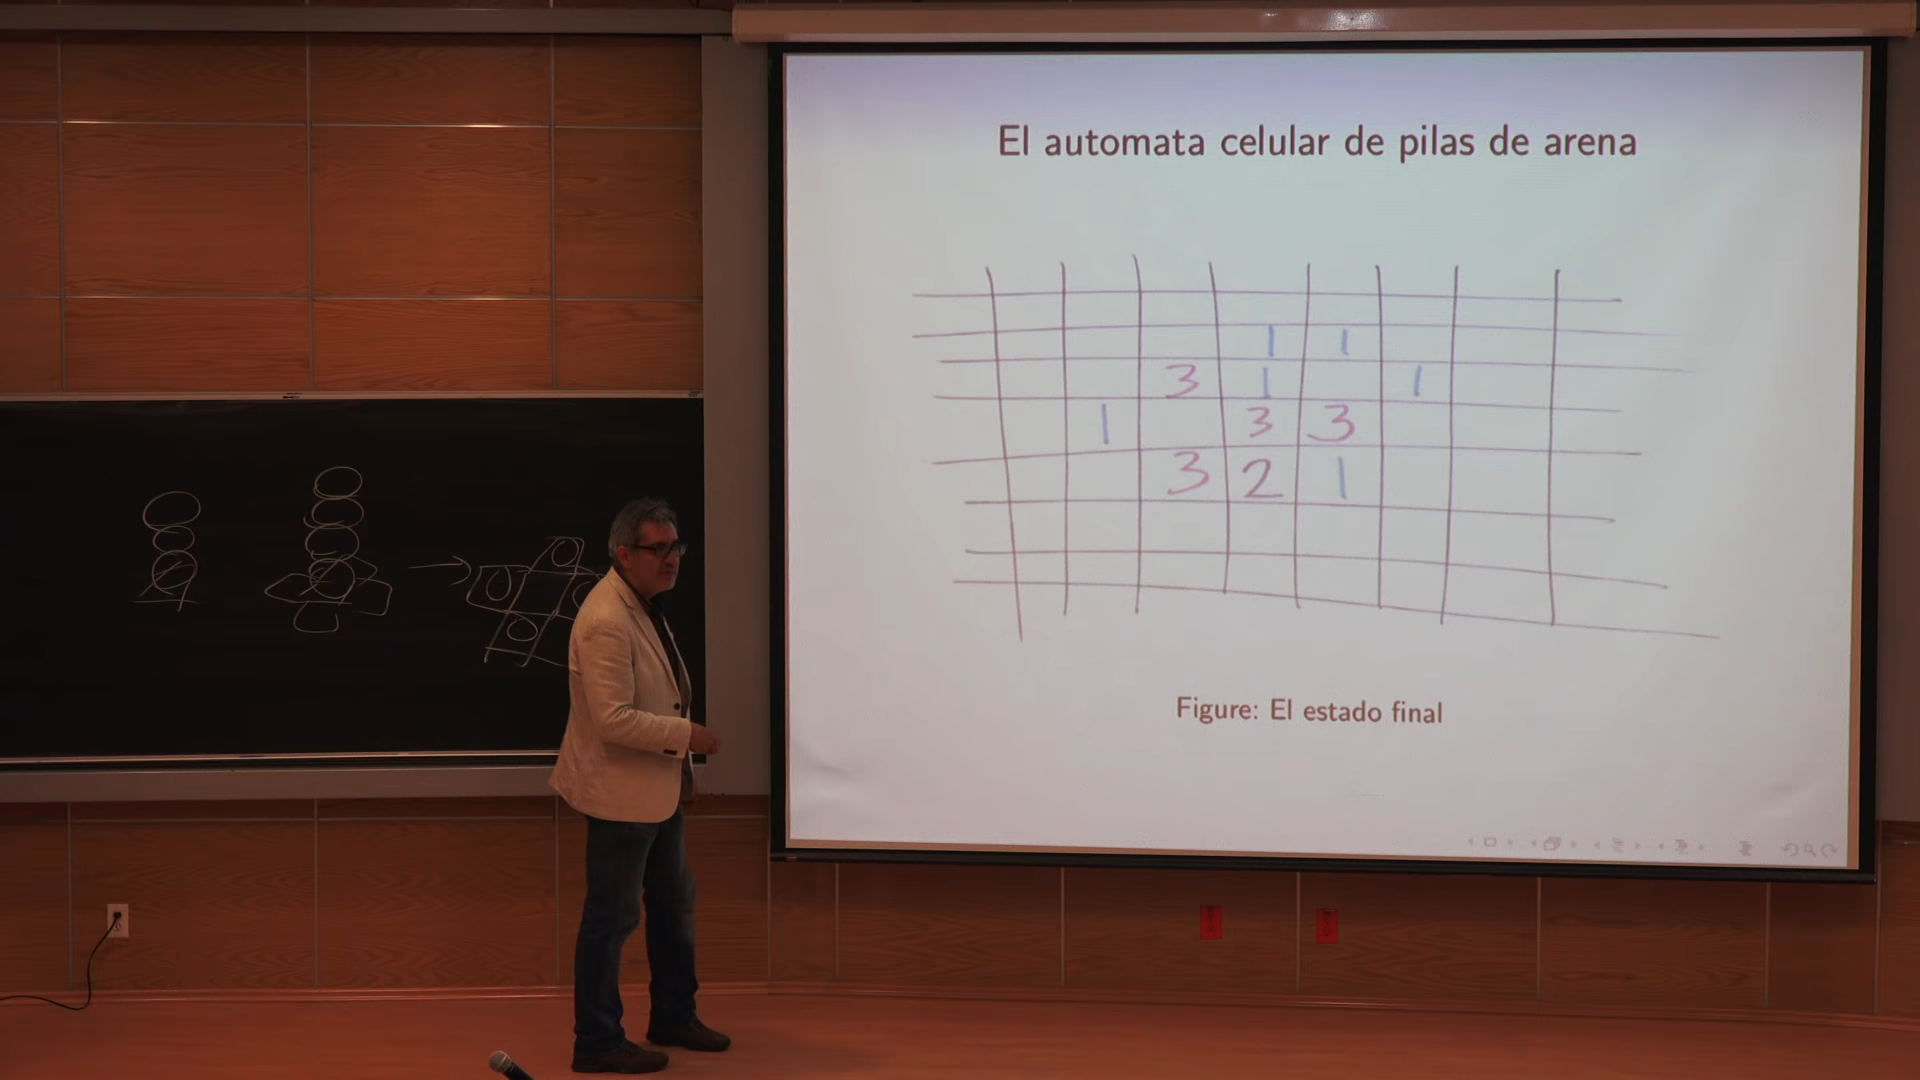 El automata celular de pilas de arena
1 1
3 1 1
1 3 3
3 2 1
Figure: El estado final